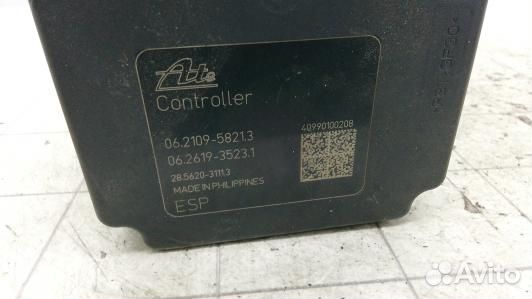 Ate
Controller
06.2109-5821.3
06.2619-3523.1
28.5620-3111.3
MADE IN PHILIPPINES
ESP
40990100208
Avito